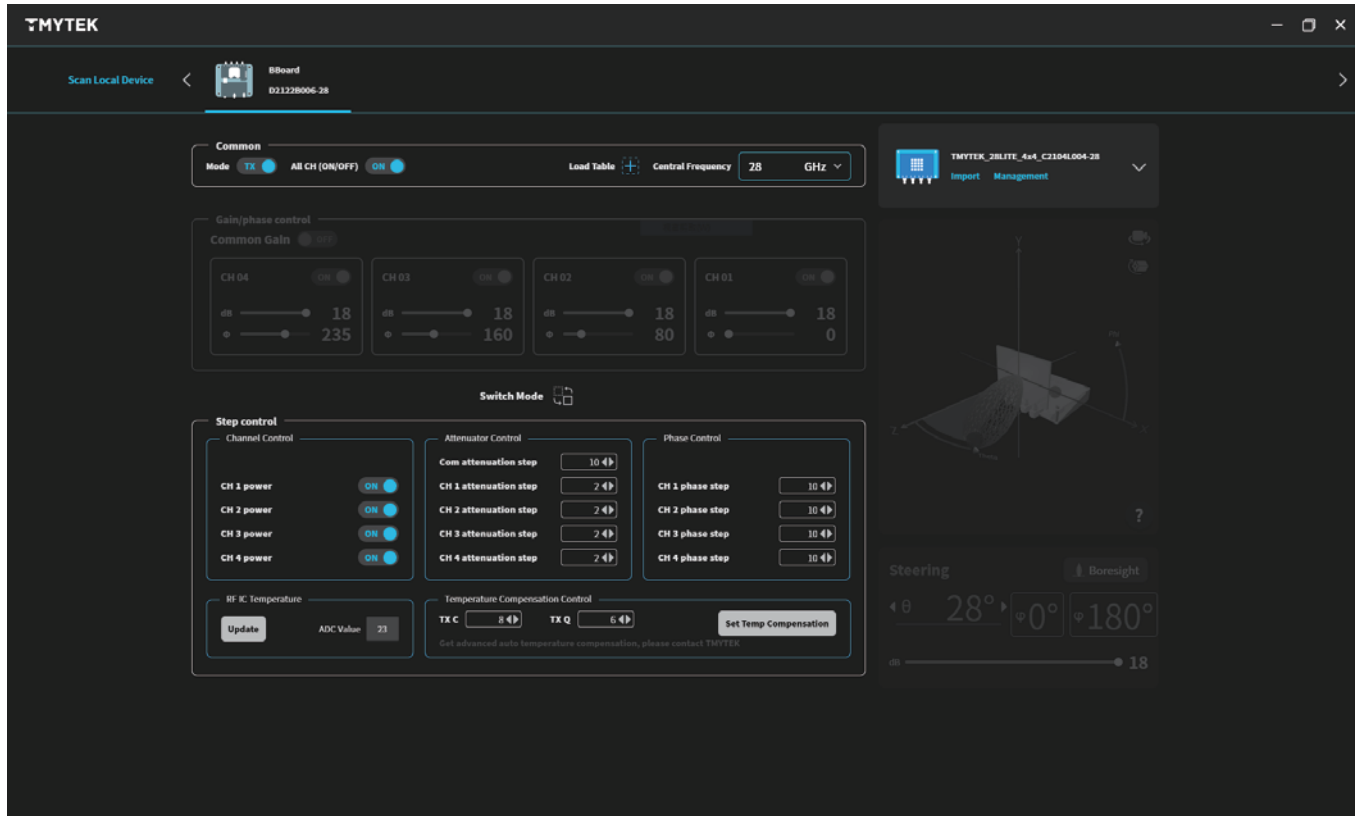 TMYTEK
Scan Local Device
BBoard
D2122B006-28
Common
Mode TX All CH (ON/OFF) ON Load Table Central Frequency 28 GHz
TMYTEK_28LITE_4x4_C2104L004-28
Import Management
Gain/phase control
Common Gain OFF
CH 04 ON CH 03 ON CH 02 ON CH 01 ON
dB 18 dB 18 dB 18 dB 18
Φ 235 Φ 160 Φ 80 Φ 0
Y
Z
X
?
Switch Mode
Step control
Channel Control
CH 1 power ON
CH 2 power ON
CH 3 power ON
CH 4 power ON
Attenuator Control
Com attenuation step 10
CH 1 attenuation step 2
CH 2 attenuation step 2
CH 3 attenuation step 2
CH 4 attenuation step 2
Phase Control
CH 1 phase step 10
CH 2 phase step 10
CH 3 phase step 10
CH 4 phase step 10
RF IC Temperature
Update ADC Value 23
Temperature Compensation Control
TX C 8 TX Q 6 Set Temp Compensation
Get advanced auto temperature compensation, please contact TMYTEK
Steering Boresight
θ 28° φ 0° φ 180°
dB 18